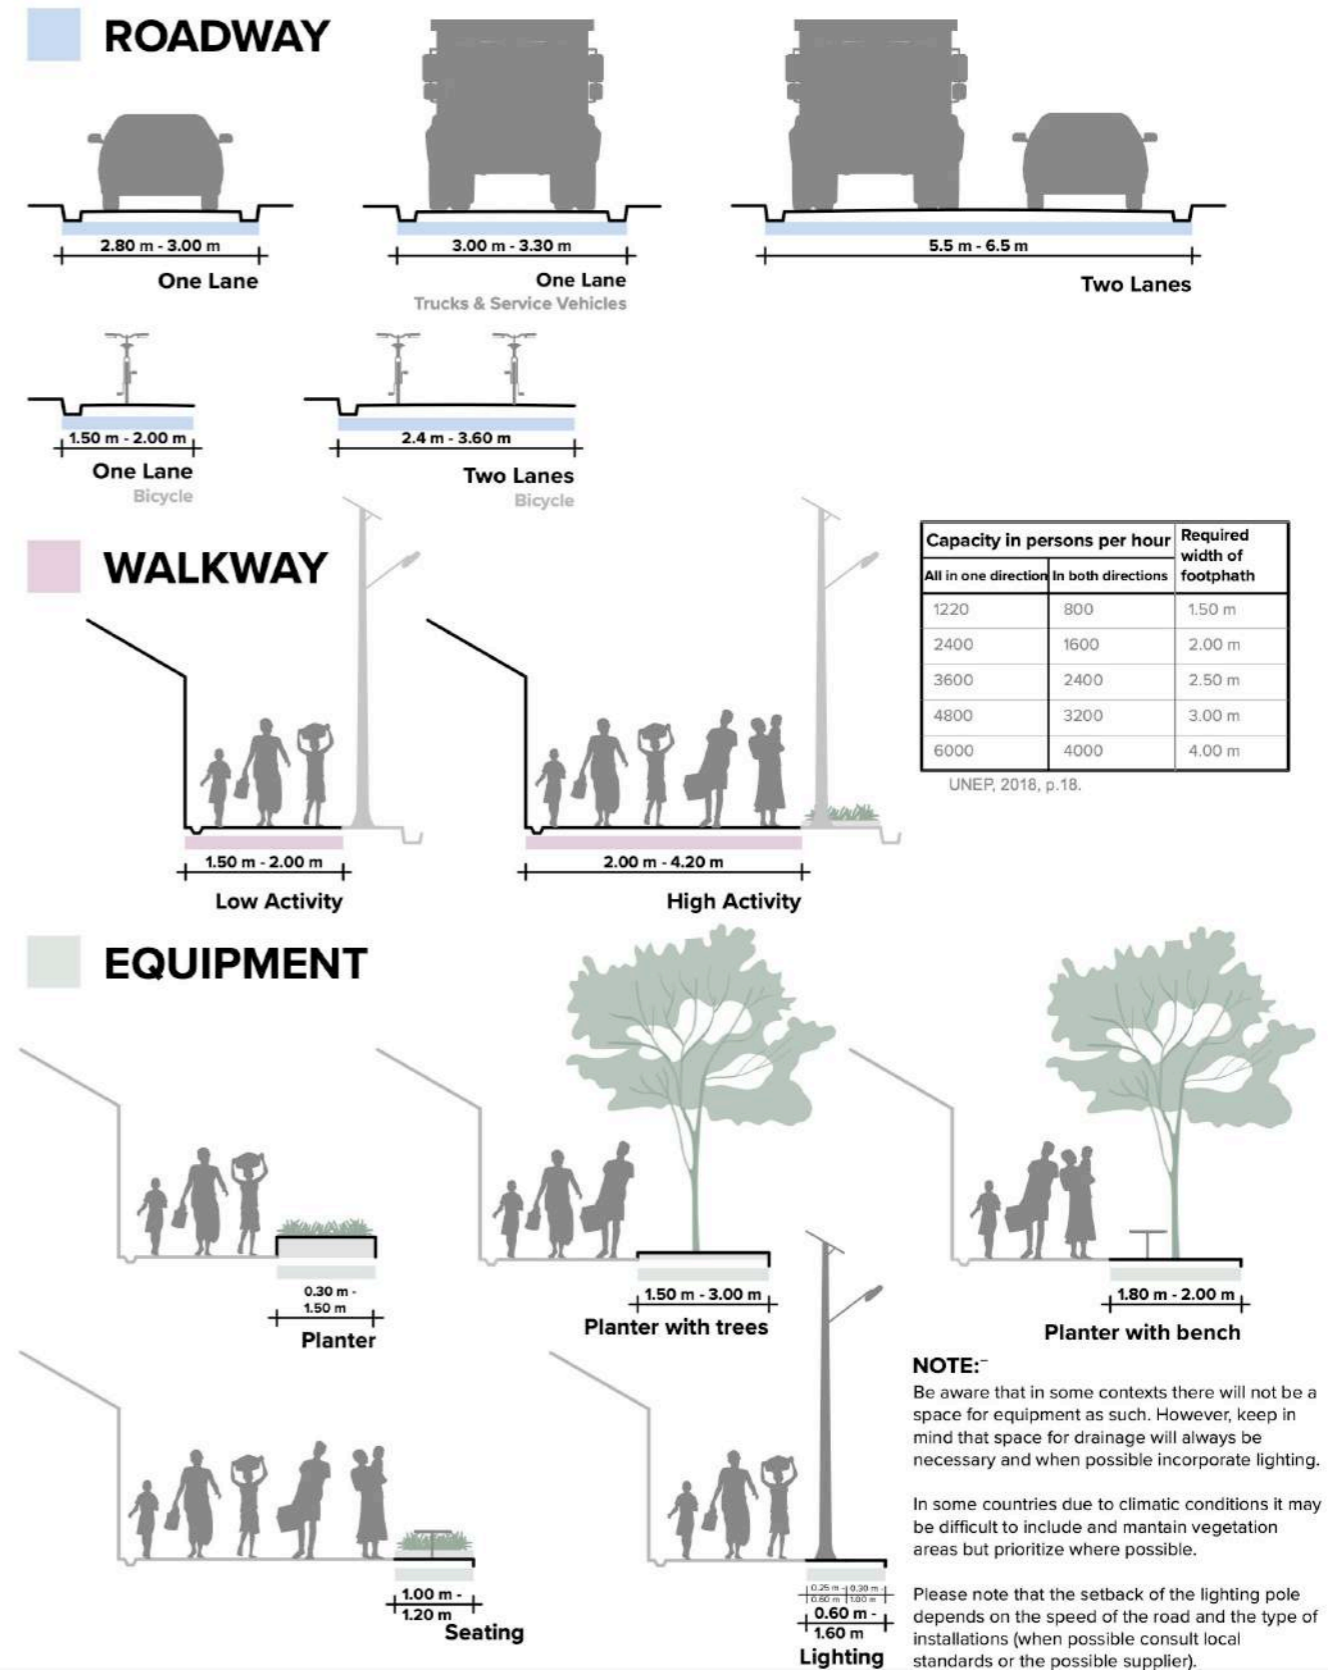 ROADWAY
2.80 m - 3.00 m
One Lane
3.00 m - 3.30 m
One Lane
Trucks & Service Vehicles
5.5 m - 6.5 m
Two Lanes
1.50 m - 2.00 m
One Lane
Bicycle
2.4 m - 3.60 m
Two Lanes
Bicycle
WALKWAY
1.50 m - 2.00 m
Low Activity
2.00 m - 4.20 m
High Activity
Capacity in persons per hour
Required
width of
footphath
All in one direction In both directions
1220 800 1.50 m
2400 1600 2.00 m
3600 2400 2.50 m
4800 3200 3.00 m
6000 4000 4.00 m
UNEP, 2018, p.18.
EQUIPMENT
0.30 m -
1.50 m
Planter
1.50 m - 3.00 m
Planter with trees
1.80 m - 2.00 m
Planter with bench
1.00 m -
1.20 m
Seating
0.25 m - 0.30 m -
0.60 m 1.00 m
0.60 m -
1.60 m
Lighting
NOTE:-
Be aware that in some contexts there will not be a
space for equipment as such. However, keep in
mind that space for drainage will always be
necessary and when possible incorporate lighting.
In some countries due to climatic conditions it may
be difficult to include and mantain vegetation
areas but prioritize where possible.
Please note that the setback of the lighting pole
depends on the speed of the road and the type of
installations (when possible consult local
standards or the possible supplier).